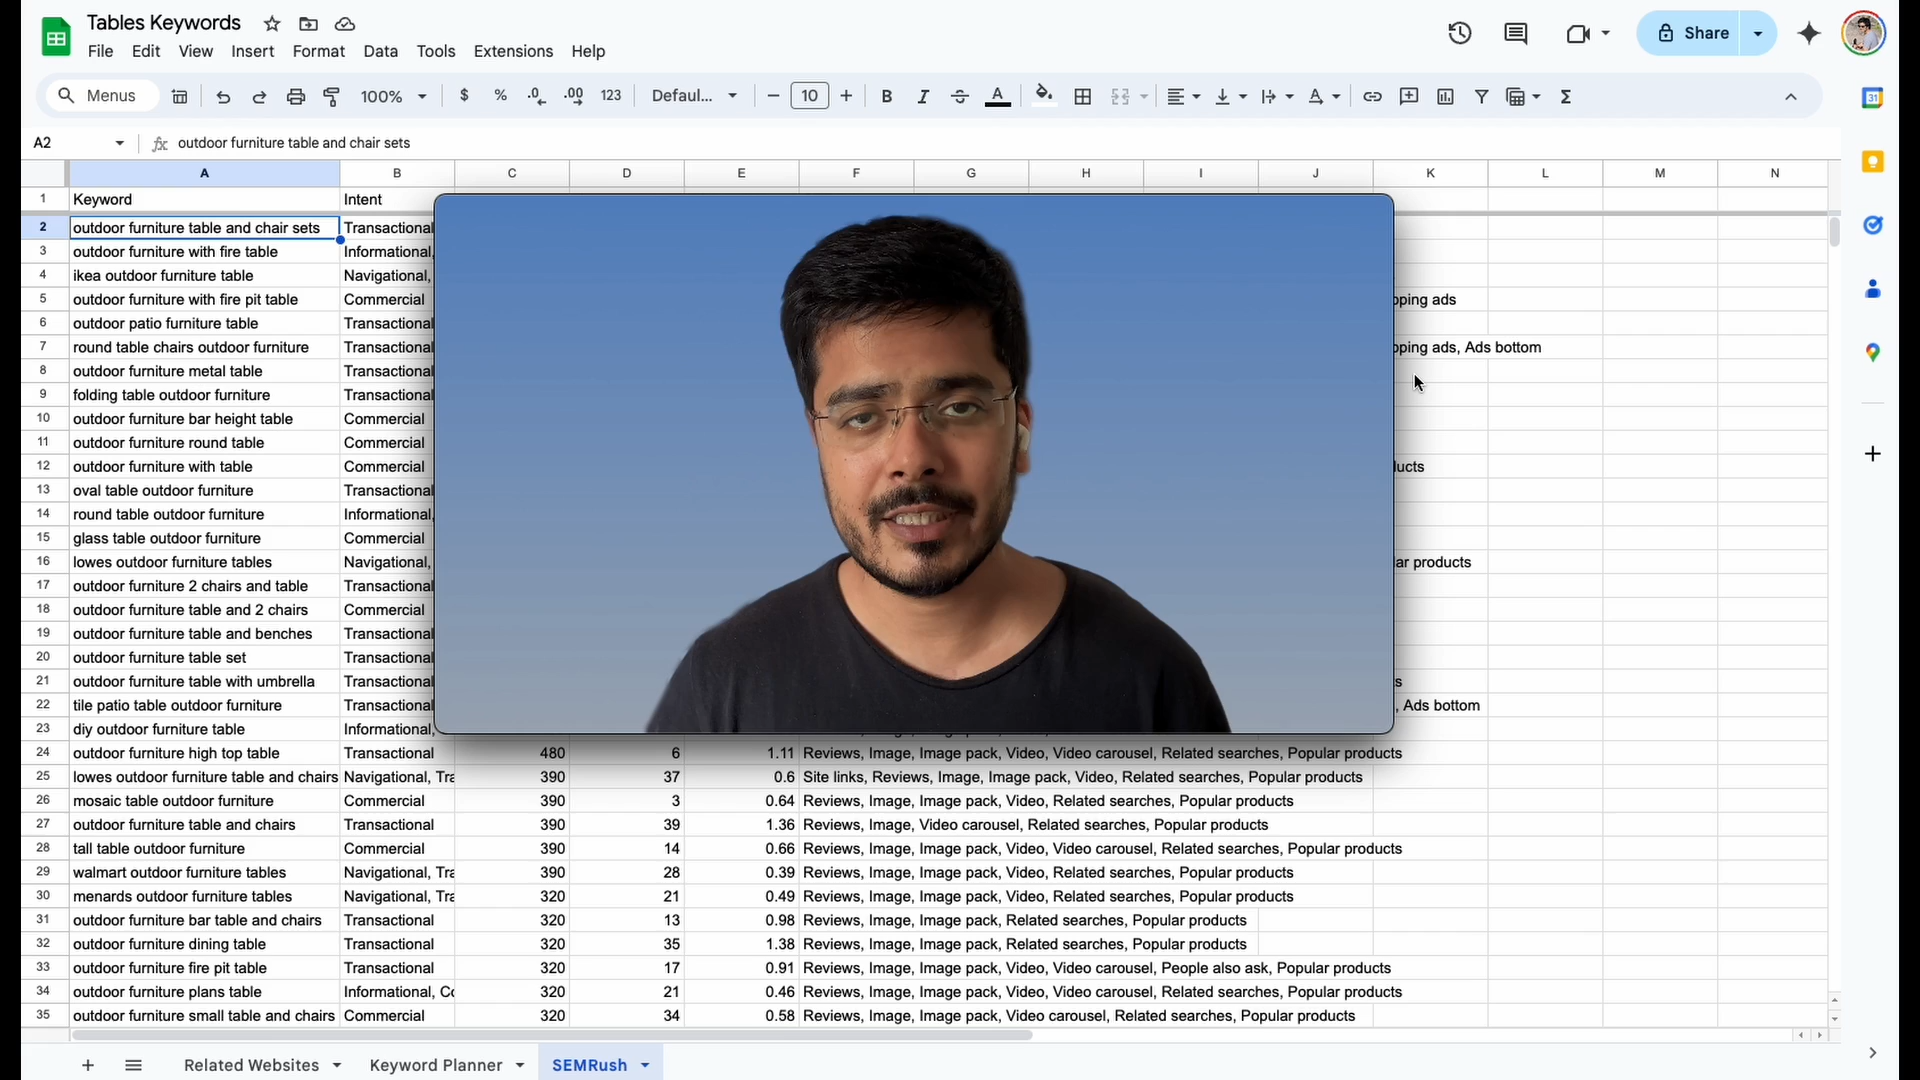 Tables Keywords
File Edit View Insert Format Data Tools Extensions Help
Share
Menus 100% $ % .0 .00 123 Defaul... 10 B I A
A2 fx outdoor furniture table and chair sets
A B C D E F G H I J K L M N
1 Keyword Intent
2 outdoor furniture table and chair sets Transactional
3 outdoor furniture with fire table Informational,
4 ikea outdoor furniture table Navigational,
5 outdoor furniture with fire pit table Commercial pping ads
6 outdoor patio furniture table Transactional
7 round table chairs outdoor furniture Transactional pping ads, Ads bottom
8 outdoor furniture metal table Transactional
9 folding table outdoor furniture Transactional
10 outdoor furniture bar height table Commercial
11 outdoor furniture round table Commercial
12 outdoor furniture with table Commercial ducts
13 oval table outdoor furniture Transactional
14 round table outdoor furniture Informational,
15 glass table outdoor furniture Commercial
16 lowes outdoor furniture tables Navigational, lar products
17 outdoor furniture 2 chairs and table Transactional
18 outdoor furniture table and 2 chairs Commercial
19 outdoor furniture table and benches Transactional
20 outdoor furniture table set Transactional
21 outdoor furniture table with umbrella Transactional s
22 tile patio table outdoor furniture Transactional , Ads bottom
23 diy outdoor furniture table Informational,
24 outdoor furniture high top table Transactional 480 6 1.11 Reviews, Image, Image pack, Video, Video carousel, Related searches, Popular products
25 lowes outdoor furniture table and chairs Navigational, Tra 390 37 0.6 Site links, Reviews, Image, Image pack, Video, Related searches, Popular products
26 mosaic table outdoor furniture Commercial 390 3 0.64 Reviews, Image, Image pack, Video, Related searches, Popular products
27 outdoor furniture table and chairs Transactional 390 39 1.36 Reviews, Image, Video carousel, Related searches, Popular products
28 tall table outdoor furniture Commercial 390 14 0.66 Reviews, Image, Image pack, Video, Video carousel, Related searches, Popular products
29 walmart outdoor furniture tables Navigational, Tra 390 28 0.39 Reviews, Image, Image pack, Video, Related searches, Popular products
30 menards outdoor furniture tables Navigational, Tra 320 21 0.49 Reviews, Image, Image pack, Video, Related searches, Popular products
31 outdoor furniture bar table and chairs Transactional 320 13 0.98 Reviews, Image, Image pack, Related searches, Popular products
32 outdoor furniture dining table Transactional 320 35 1.38 Reviews, Image, Image pack, Related searches, Popular products
33 outdoor furniture fire pit table Transactional 320 17 0.91 Reviews, Image, Image pack, Video, Video carousel, People also ask, Popular products
34 outdoor furniture plans table Informational, Co 320 21 0.46 Reviews, Image, Image pack, Video, Video carousel, Related searches, Popular products
35 outdoor furniture small table and chairs Commercial 320 34 0.58 Reviews, Image, Image pack, Video carousel, Related searches, Popular products
Related Websites Keyword Planner SEMRush